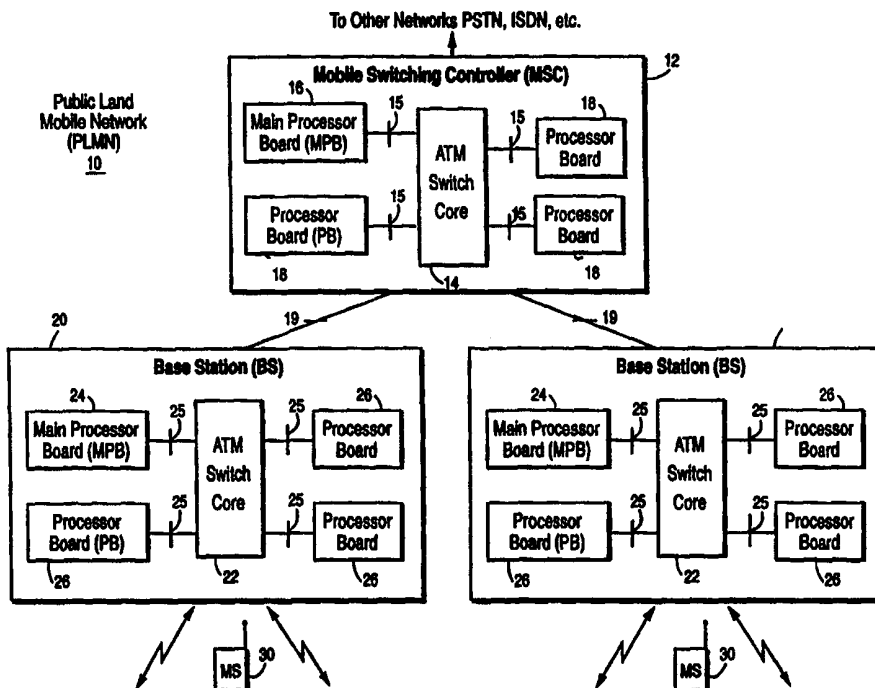 To Other Networks PSTN, ISDN, etc.
Mobile Switching Controller (MSC)
12
Public Land
Mobile Network
(PLMN)
10
16
Main Processor
Board (MPB)
15
ATM
Switch
Core
15
18
Processor
Board
Processor
Board (PB)
18
15
14
15
Processor
Board
18
19
19
20
Base Station (BS)
24
Main Processor
Board (MPB)
25
ATM
Switch
Core
25
26
Processor
Board
Processor
Board (PB)
26
25
22
25
Processor
Board
26
Base Station (BS)
24
Main Processor
Board (MPB)
25
ATM
Switch
Core
25
26
Processor
Board
Processor
Board (PB)
26
25
22
25
Processor
Board
26
MS
30
MS
30